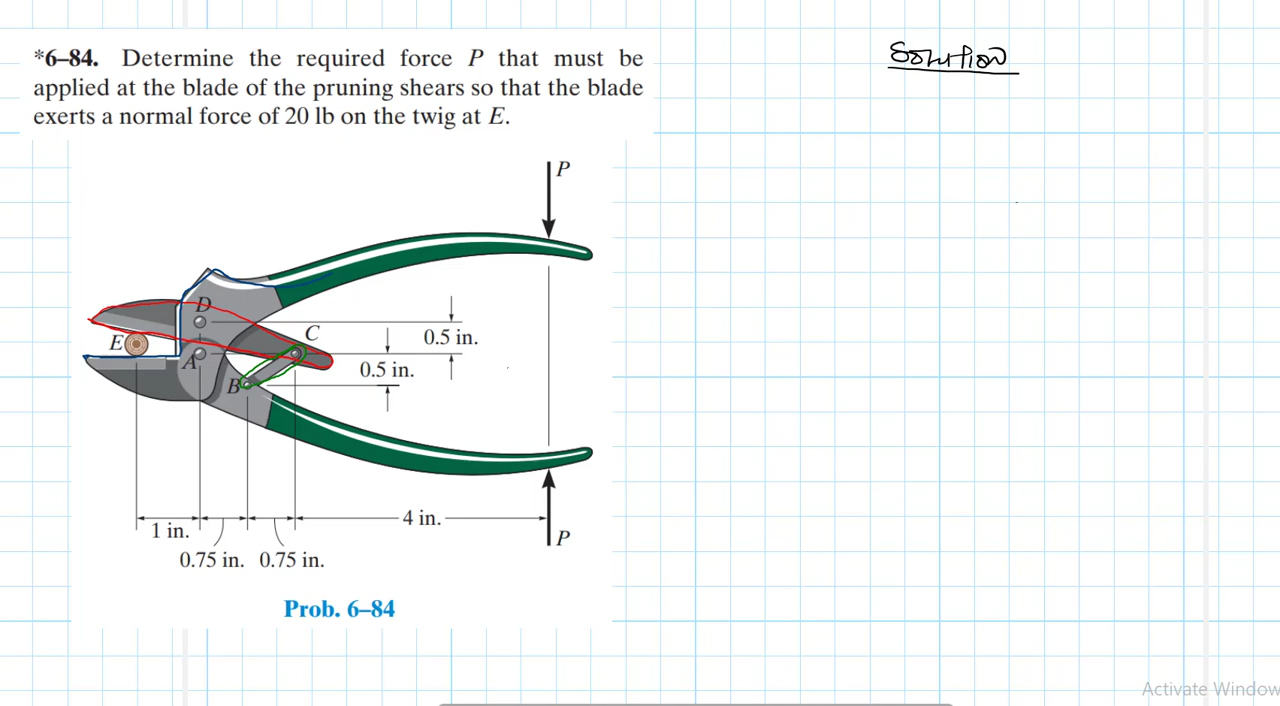 *6–84. Determine the required force P that must be
applied at the blade of the pruning shears so that the blade
exerts a normal force of 20 lb on the twig at E.
Solution
P
D
E
C
0.5 in.
A
0.5 in.
B
4 in.
1 in.
P
0.75 in. 0.75 in.
Prob. 6–84
Activate Window